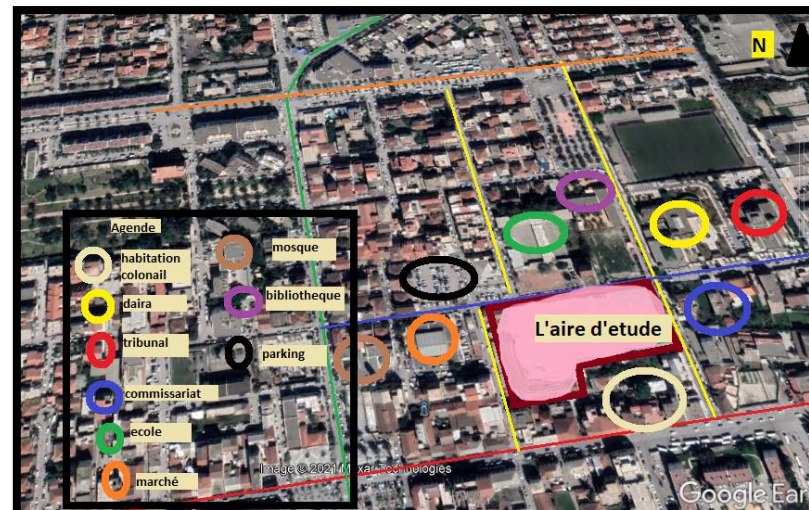 N
Agende
habitation
colonail
daira
tribunal
commissariat
ecole
marché
mosque
bibliotheque
parking
L'aire d'etude
Image © 2021 Maxar Technologies
Google Ear